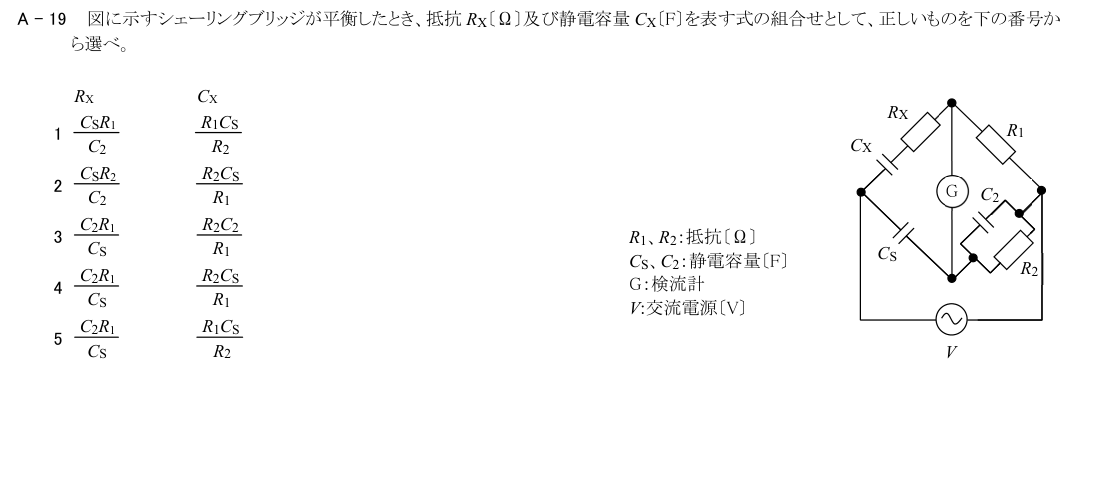 A － 19　図に示すシェーリングブリッジが平衡したとき、抵抗 RX〔Ω〕及び静電容量 CX〔F〕を表す式の組合せとして、正しいものを下の番号か
ら選べ。
RX　CX
1　CSR1/C2　R1CS/R2
2　CSR2/C2　R2CS/R1
3　C2R1/CS　R2C2/R1
4　C2R1/CS　R2CS/R1
5　C2R1/CS　R1CS/R2
R1、R2:抵抗〔Ω〕
CS、C2:静電容量〔F〕
G:検流計
V:交流電源〔V〕
RX
R1
CX
G
C2
CS
R2
V